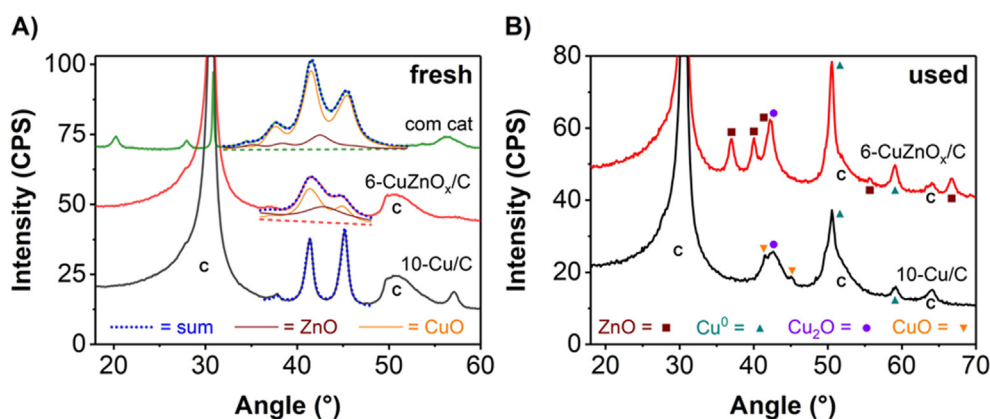 A)
B)
fresh
used
com cat
6-CuZnOₓ/C
10-Cu/C
C
C
C
= sum = ZnO = CuO
Intensity (CPS)
100
75
50
25
0
20 30 40 50 60
Angle (°)
6-CuZnOₓ/C
10-Cu/C
C
C
C
C
C
ZnO = ■ Cu⁰ = ▲ Cu₂O = ● CuO = ▼
Intensity (CPS)
80
60
40
20
0
20 30 40 50 60 70
Angle (°)